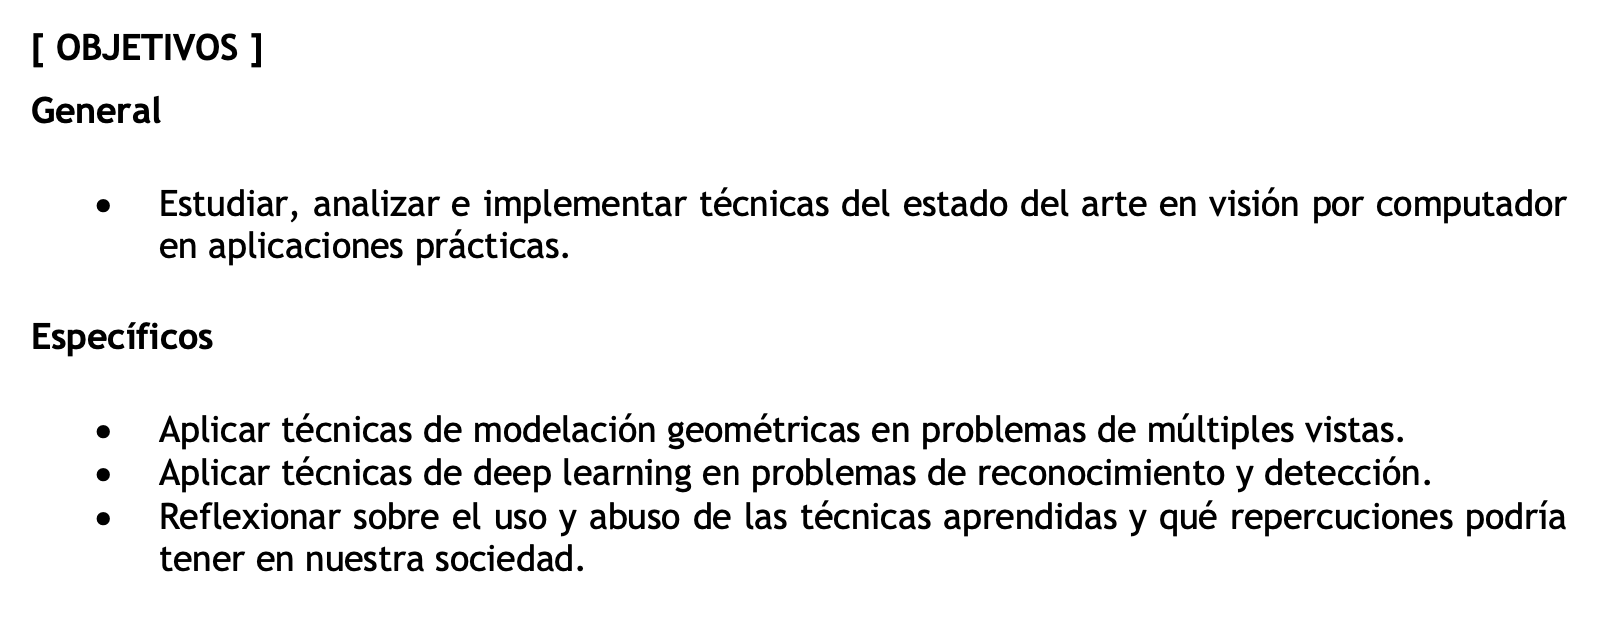 [ OBJETIVOS ]
General
• Estudiar, analizar e implementar técnicas del estado del arte en visión por computador
en aplicaciones prácticas.
Específicos
• Aplicar técnicas de modelación geométricas en problemas de múltiples vistas.
• Aplicar técnicas de deep learning en problemas de reconocimiento y detección.
• Reflexionar sobre el uso y abuso de las técnicas aprendidas y qué repercuciones podría
tener en nuestra sociedad.